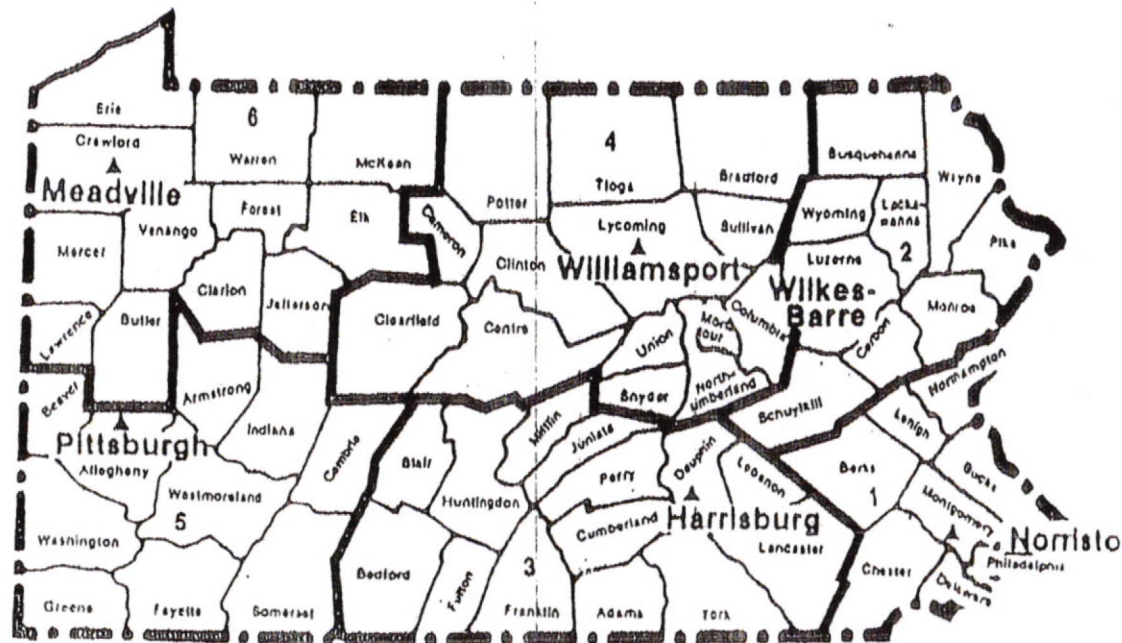 Erie
Crawford
Meadville
6
Warren
McKean
Forest
Elk
Venango
Mercer
Clarion
Jefferson
Butler
Lawrence
Beaver
Armstrong
Pittsburgh
Allegheny
Indiana
Cambria
Westmoreland
5
Washington
Greene
Fayette
Somerset
4
Tioga
Bradford
Potter
Cameron
Lycoming
Sullivan
Clinton
Williamsport
Clearfield
Centre
Columbia
Mont
our
Union
Snyder
North-
umberland
Susquehanna
Wayne
Wyoming
Lacka-
wanna
2
Pike
Luzerne
Wilkes-
Barre
Monroe
Carbon
Schuylkill
Northampton
Lehigh
Mifflin
Juniata
Blair
Huntingdon
Perry
Dauphin
Lebanon
Cumberland
Harrisburg
Lancaster
Bedford
Fulton
3
Franklin
Adams
York
Berks
1
Bucks
Montgomery
Norristo
Philadelphia
Chester
Delaware